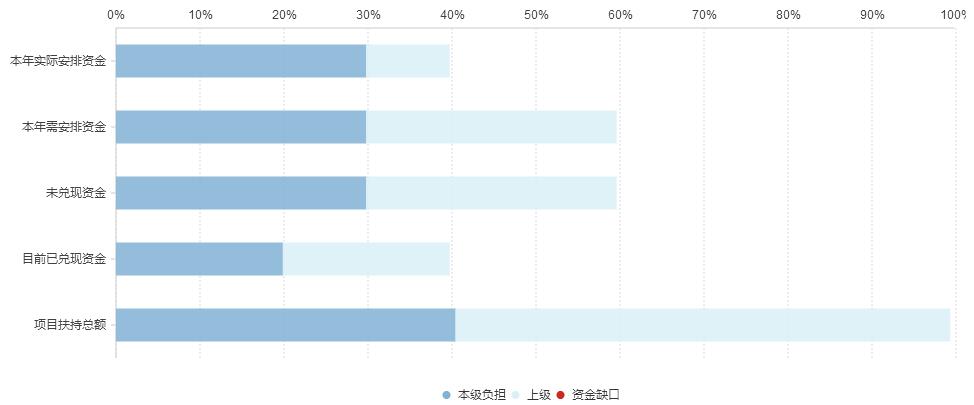 0% 10% 20% 30% 40% 50% 60% 70% 80% 90% 100%
本年实际安排资金
本年需安排资金
未兑现资金
目前已兑现资金
项目扶持总额
本级负担 上级 资金缺口